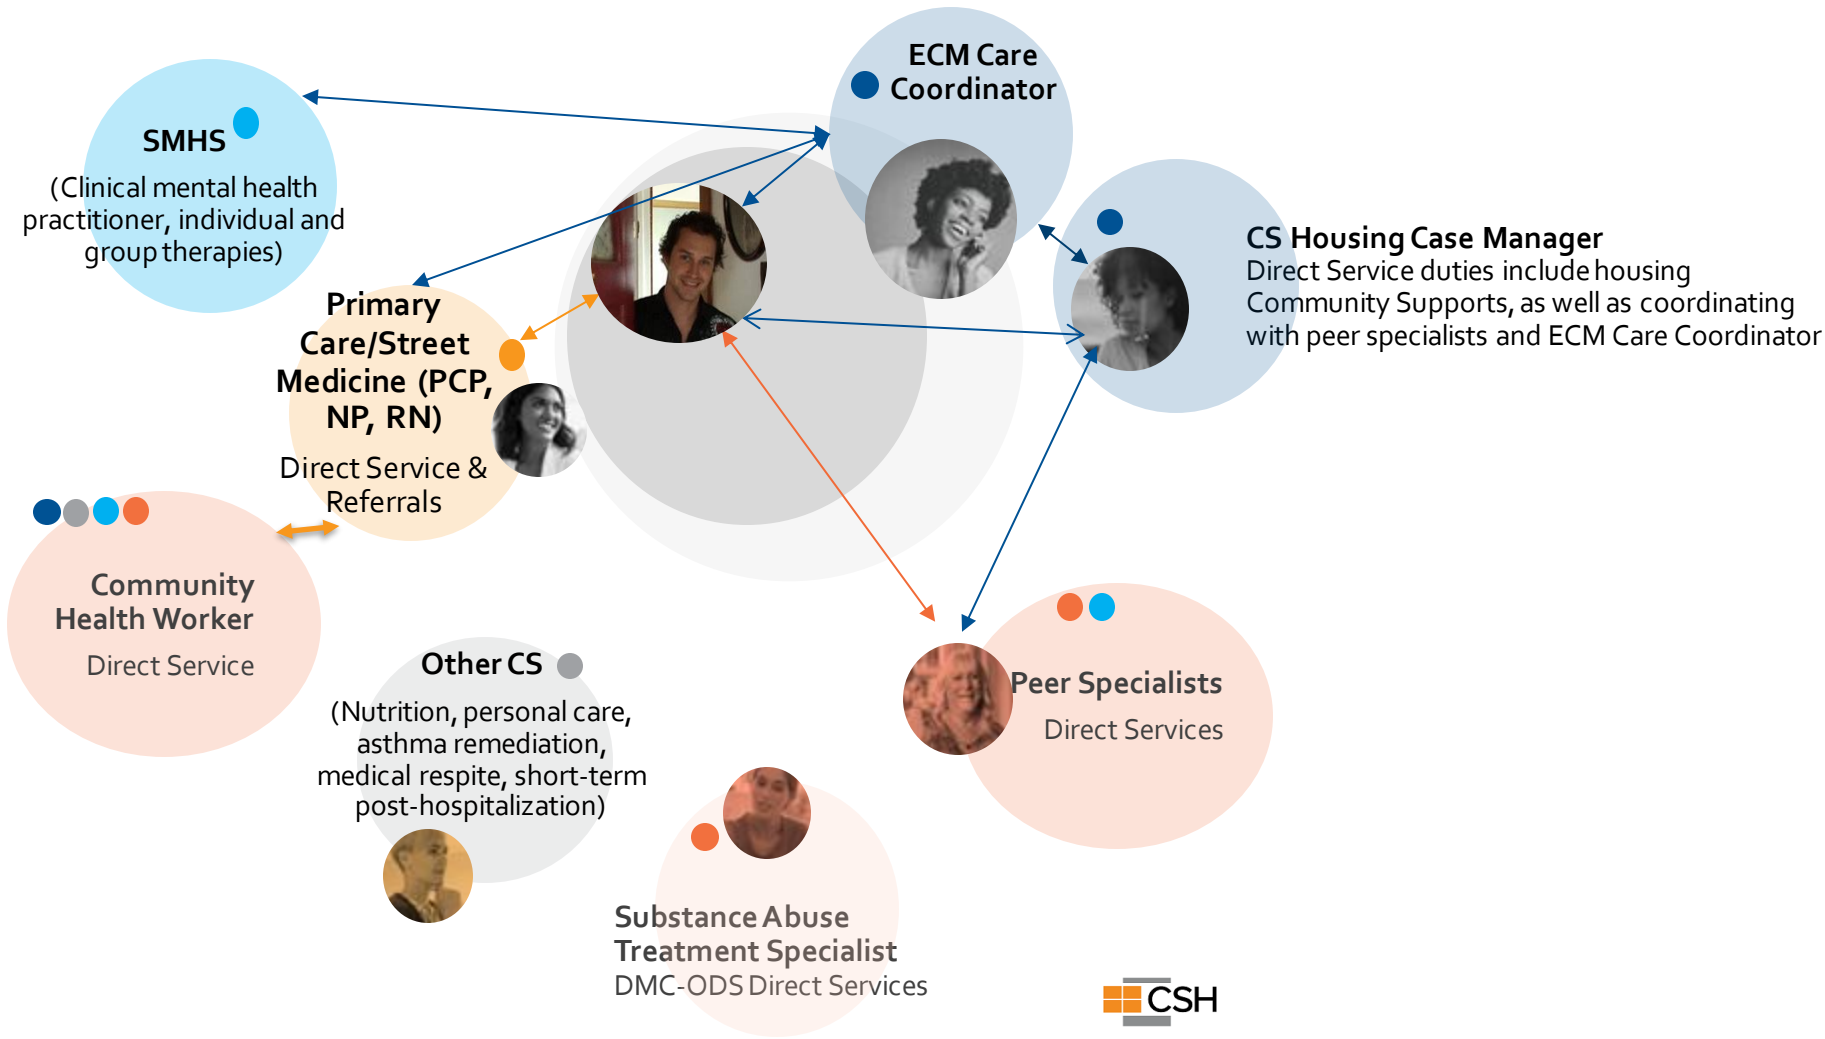 ECM Care
Coordinator
SMHS
(Clinical mental health
practitioner, individual and
group therapies)
CS Housing Case Manager
Direct Service duties include housing
Community Supports, as well as coordinating
with peer specialists and ECM Care Coordinator
Primary
Care/Street
Medicine (PCP,
NP, RN)
Direct Service &
Referrals
Community
Health Worker
Direct Service
Other CS
(Nutrition, personal care,
asthma remediation,
medical respite, short-term
post-hospitalization)
Peer Specialists
Direct Services
Substance Abuse
Treatment Specialist
DMC-ODS Direct Services
CSH